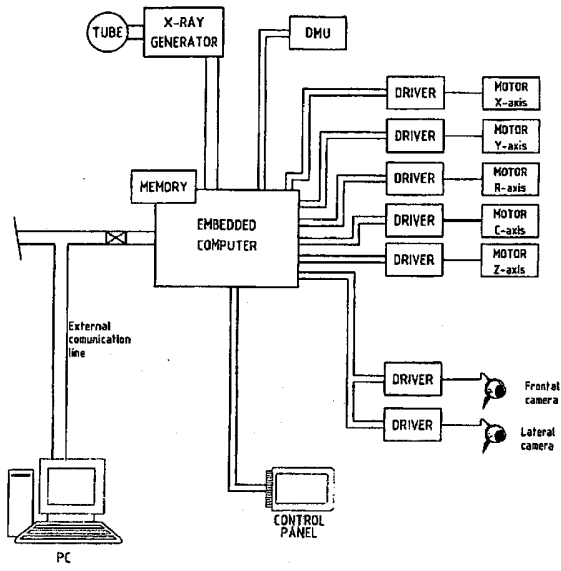 TUBE
X-RAY
GENERATOR
DMU
DRIVER
MOTOR
X-axis
DRIVER
MOTOR
Y-axis
DRIVER
MOTOR
R-axis
DRIVER
MOTOR
C-axis
DRIVER
MOTOR
Z-axis
MEMORY
EMBEDDED
COMPUTER
External
comunication
line
DRIVER
Frontal
camera
DRIVER
Lateral
camera
CONTROL
PANEL
PC